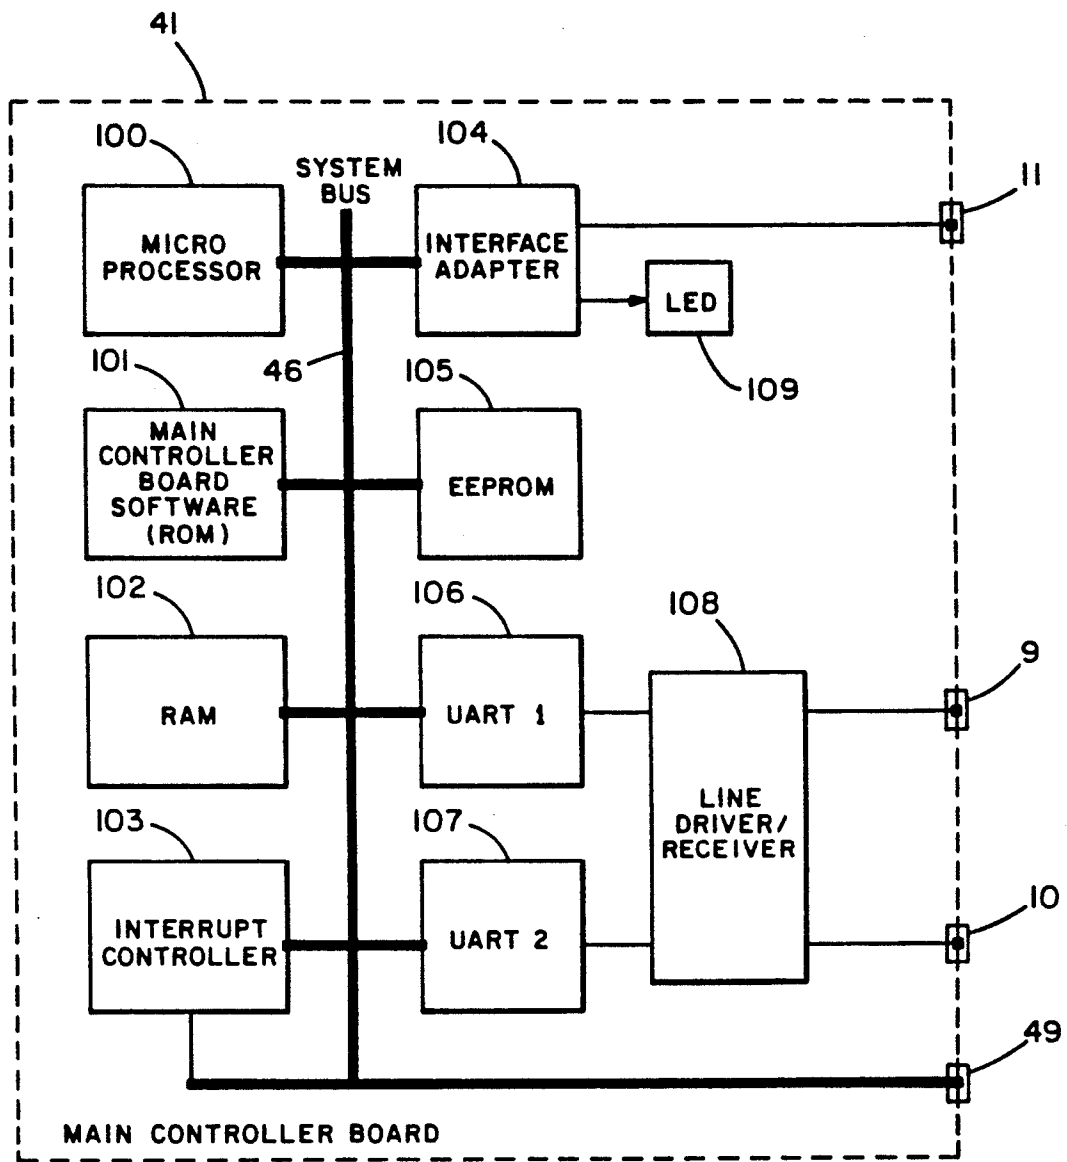 41
100
104
SYSTEM
BUS
11
MICRO
PROCESSOR
INTERFACE
ADAPTER
LED
101
46
105
109
MAIN
CONTROLLER
BOARD
SOFTWARE
(ROM)
EEPROM
102
106
108
9
RAM
UART 1
LINE
DRIVER/
RECEIVER
103
107
10
INTERRUPT
CONTROLLER
UART 2
49
MAIN CONTROLLER BOARD